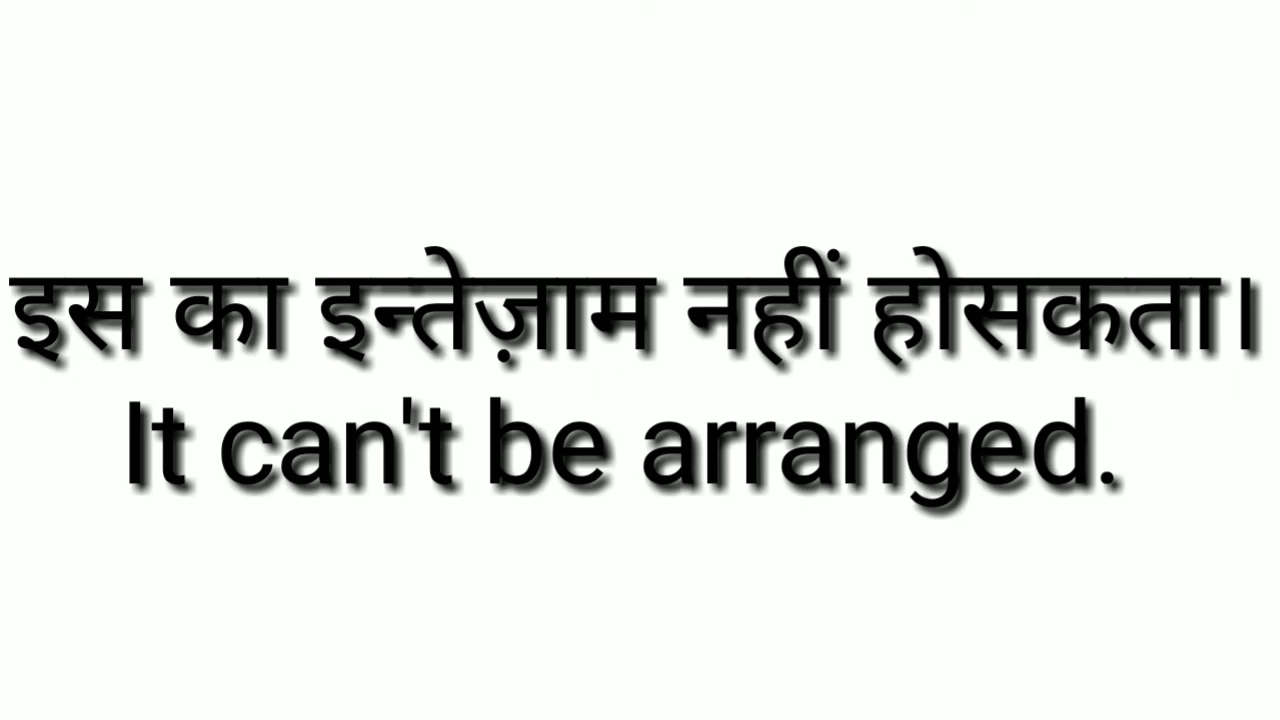 इस का इन्तेज़ाम नहीं होसकता।
It can't be arranged.